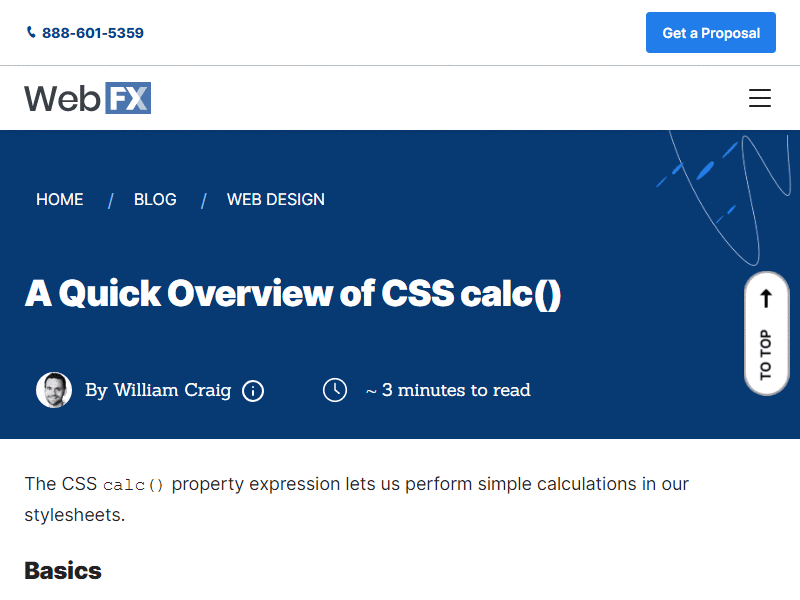 888-601-5359
Get a Proposal
WebFX
HOME / BLOG / WEB DESIGN
A Quick Overview of CSS calc()
TO TOP
By William Craig ~ 3 minutes to read
The CSS calc() property expression lets us perform simple calculations in our
stylesheets.
Basics